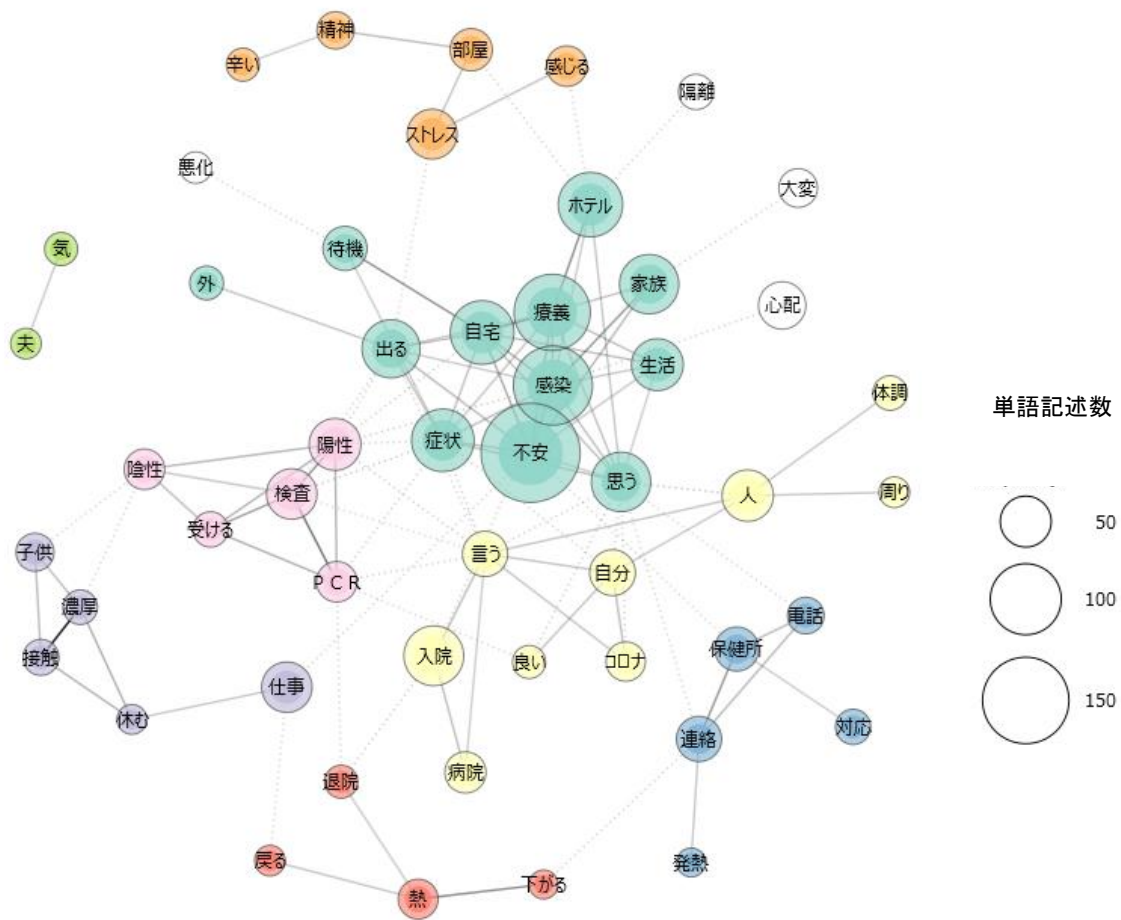 精神
部屋
辛い
感じる
隔離
ストレス
悪化
大変
ホテル
気
待機
外
家族
療義
心配
自宅
夫
出る
生活
感染
体調
単語記述数
陽性
症状
不安
陰性
思う
検査
人
周り
受ける
50
子供
言う
自分
PCR
濃厚
100
電話
接触
入院
良い
コロナ
保健所
仕事
休む
150
対応
連絡
病院
退院
戻る
発熱
下がる
熱